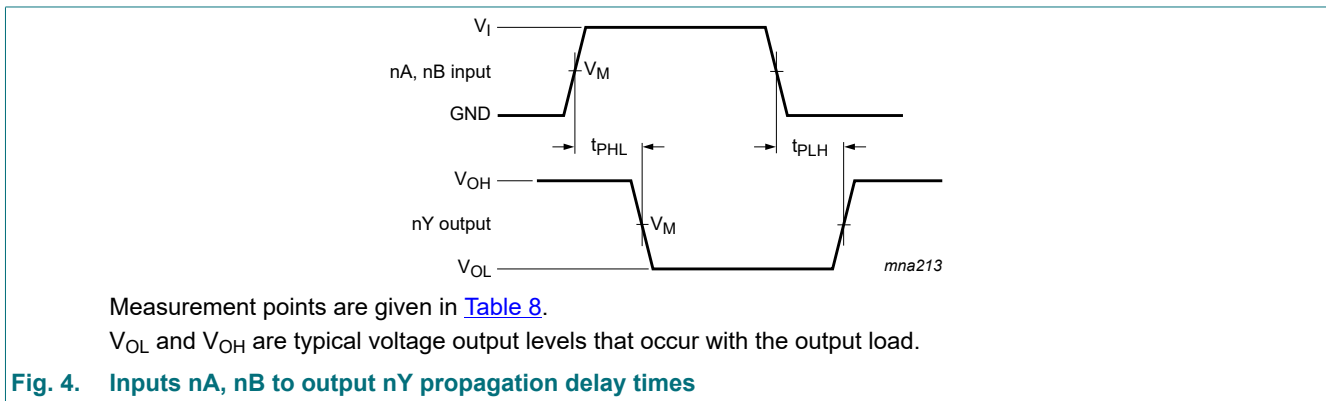 V_I
nA, nB input
V_M
GND
t_PHL
t_PLH
V_OH
nY output
V_M
V_OL
mna213
Measurement points are given in Table 8.
V_OL and V_OH are typical voltage output levels that occur with the output load.
Fig. 4. Inputs nA, nB to output nY propagation delay times